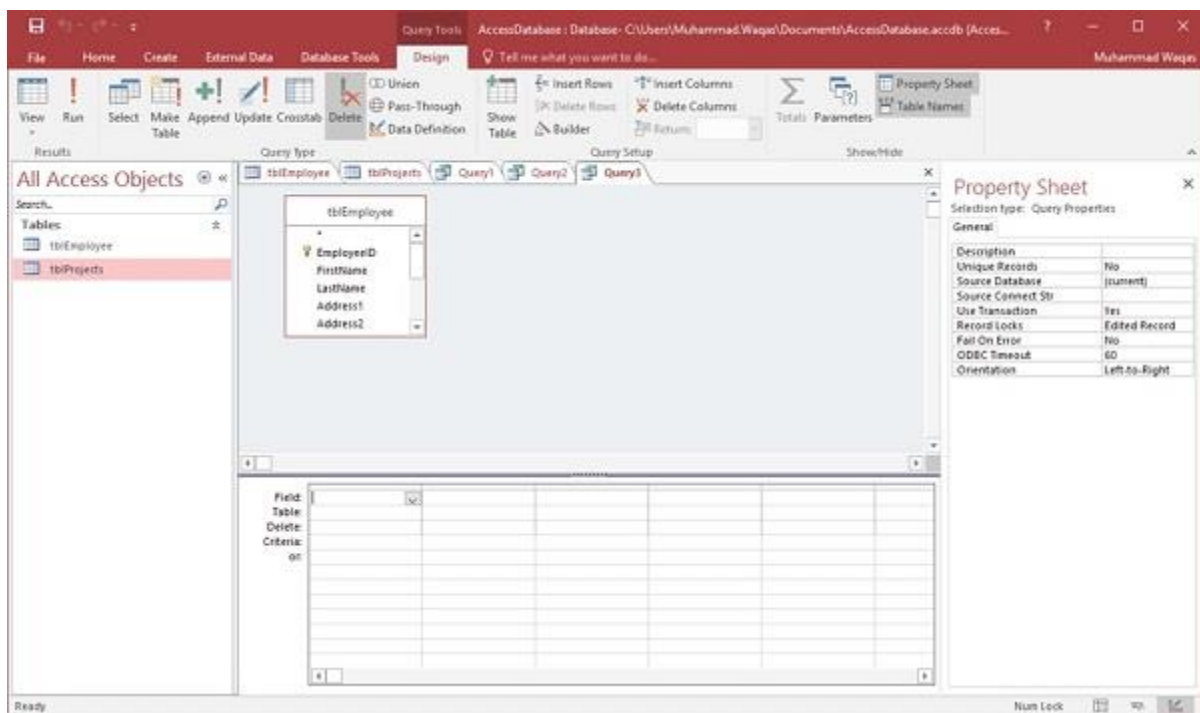 Query Tools
AccessDatabase : Database- C:\Users\Muhammad.Waqas\Documents\AccessDatabase.accdb (Acces...
?
File Home Create External Data Database Tools Design Tell me what you want to do... Muhammad Waqas
View
Run
Select
Make Table
Append
Update
Crosstab
Delete
Union
Pass-Through
Data Definition
Show Table
Insert Rows
Delete Rows
Builder
Insert Columns
Delete Columns
Return:
Totals
Parameters
Property Sheet
Table Names
Results
Query Type
Query Setup
Show/Hide
All Access Objects
Search...
Tables
tblEmployee
tblProjects
tblEmployee tblProjects Query1 Query2 Query3
tblEmployee
*
EmployeeID
FirstName
LastName
Address1
Address2
Field:
Table:
Delete:
Criteria:
or:
Property Sheet
Selection type: Query Properties
General
Description
Unique Records No
Source Database (current)
Source Connect Str
Use Transaction Yes
Record Locks Edited Record
Fail On Error No
ODBC Timeout 60
Orientation Left-to-Right
Ready
Num Lock
SQL